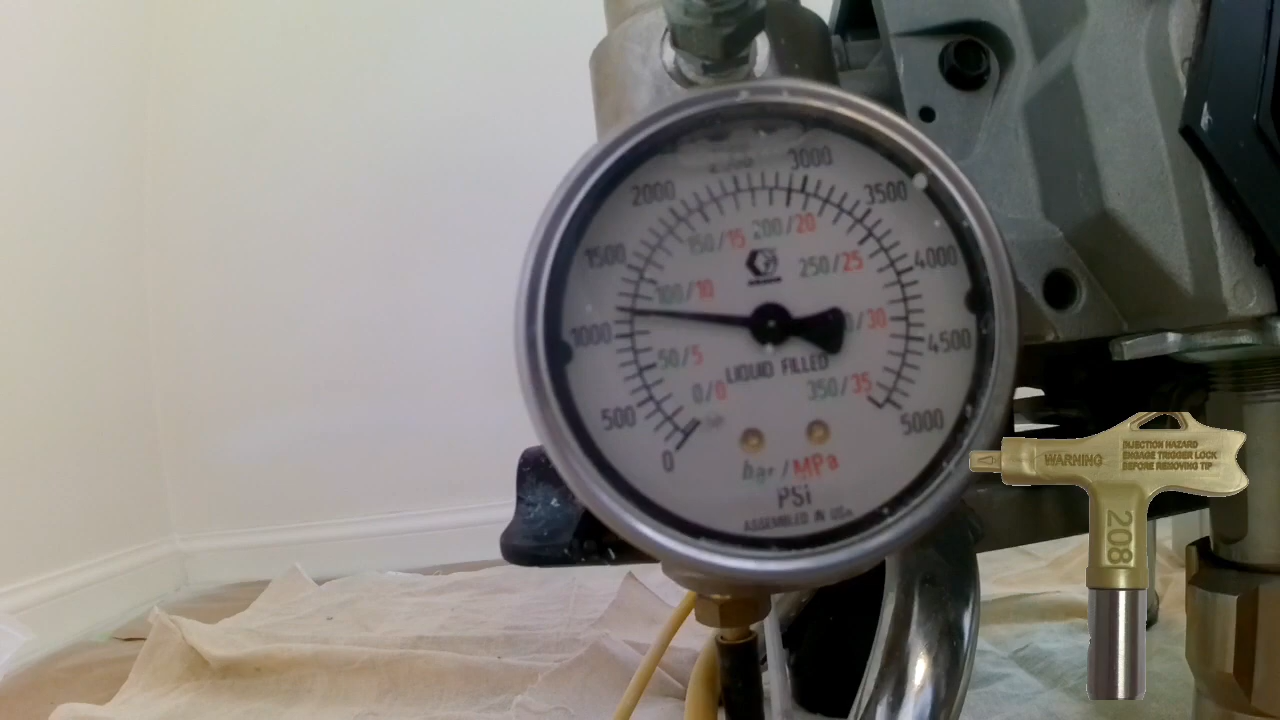 3000
2000
3500
150/15
200/20
1500
250/25
4000
100/10
/30
1000
4500
50/5
LIQUID FILLED
0/0
350/35
500
5000
0
bar/MPa
PSi
ASSEMBLED IN USA
INJECTION HAZARD
WARNING
ENGAGE TRIGGER LOCK
BEFORE REMOVING TIP
208